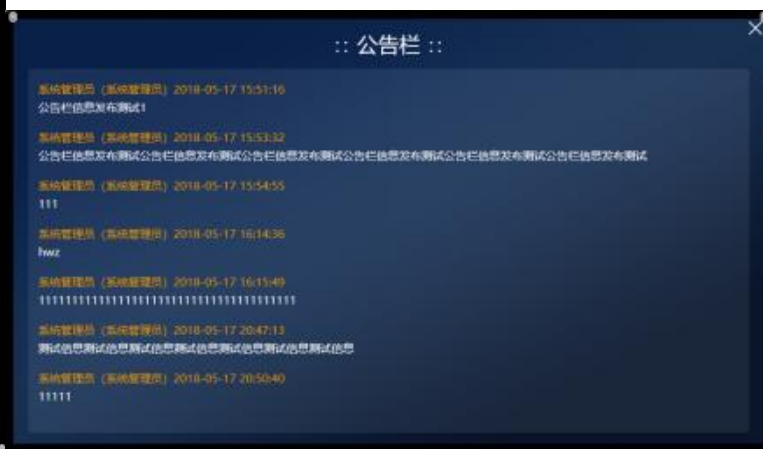 :: 公告栏 ::
系统管理员 (系统管理员) 2018-05-17 15:51:16
公告栏信息发布测试1
系统管理员 (系统管理员) 2018-05-17 15:53:32
公告栏信息发布测试公告栏信息发布测试公告栏信息发布测试公告栏信息发布测试公告栏信息发布测试公告栏信息发布测试
系统管理员 (系统管理员) 2018-05-17 15:54:55
111
系统管理员 (系统管理员) 2018-05-17 16:14:36
hwz
系统管理员 (系统管理员) 2018-05-17 16:15:49
系统管理员 (系统管理员) 2018-05-17 20:47:13
测试信息测试信息测试信息测试信息测试信息测试信息测试信息
系统管理员 (系统管理员) 2018-05-17 20:50:40
11111